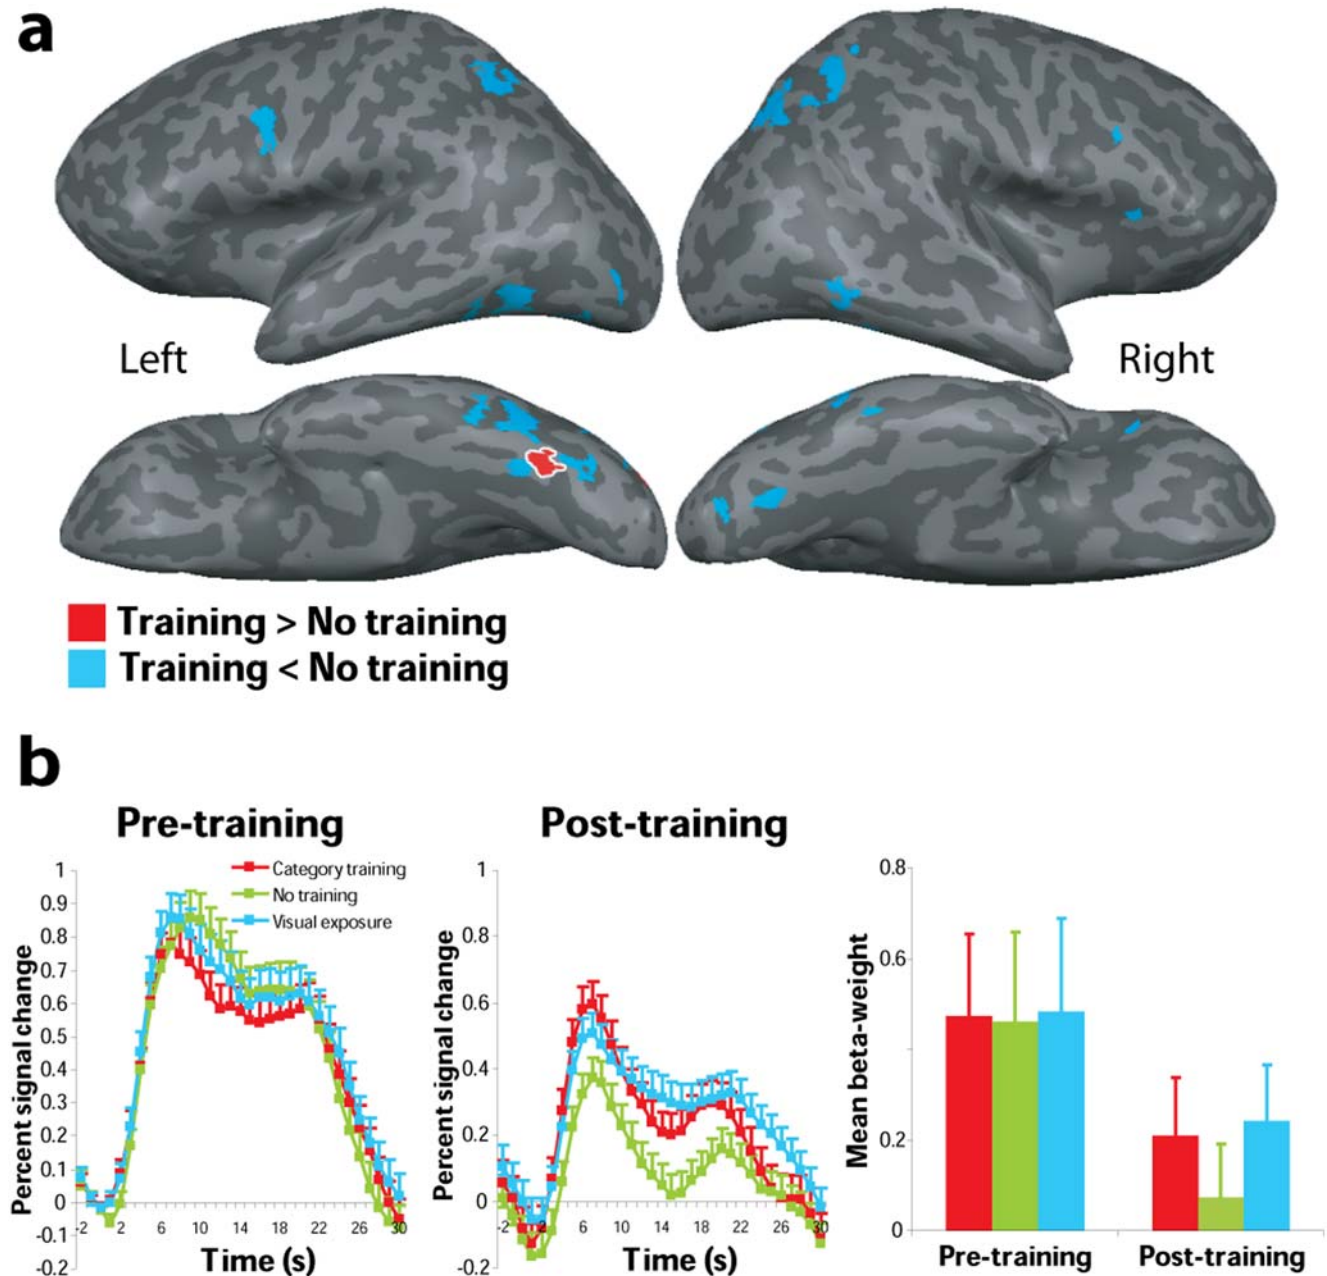 a
Left
Right
Training > No training
Training < No training
b
Pre-training
Post-training
Category training
No training
Visual exposure
Percent signal change
1
0.9
0.8
0.7
0.6
0.5
0.4
0.3
0.2
0.1
0
-0.1
-0.2
-2 2 6 10 14 18 22 26 30
Time (s)
Percent signal change
1
0.8
0.6
0.4
0.2
0
-0.2
-2 2 6 10 14 18 22 26 30
Time (s)
Mean beta-weight
0.8
0.6
0.2
0
Pre-training Post-training